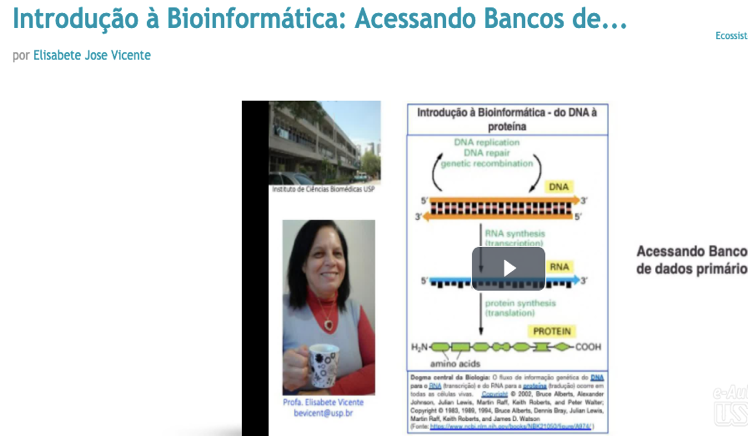 Introdução à Bioinformática: Acessando Bancos de...
por Elisabete Jose Vicente
Ecossist
Instituto de Ciências Biomédicas USP
Profa. Elisabete Vicente
bevicent@usp.br
Introdução à Bioinformática - do DNA à
proteína
DNA replication
DNA repair
genetic recombination
DNA
5' 3'
3' 5'
RNA synthesis
(transcription)
RNA
5' 3'
protein synthesis
(translation)
PROTEIN
H₂N COOH
amino acids
Dogma central da Biologia: O fluxo de informação genética do DNA
para o RNA (transcrição) e do RNA para a proteína (tradução) ocorre em
todas as células vivas. Copyright © 2002, Bruce Alberts, Alexander
Johnson, Julian Lewis, Martin Raff, Keith Roberts, and Peter Walter;
Copyright © 1983, 1989, 1994, Bruce Alberts, Dennis Bray, Julian Lewis,
Martin Raff, Keith Roberts, and James D. Watson
(Fonte: https://www.ncbi.nlm.nih.gov/books/NBK21050/figure/A974/)
Acessando Banco
de dados primário
e-Au
US